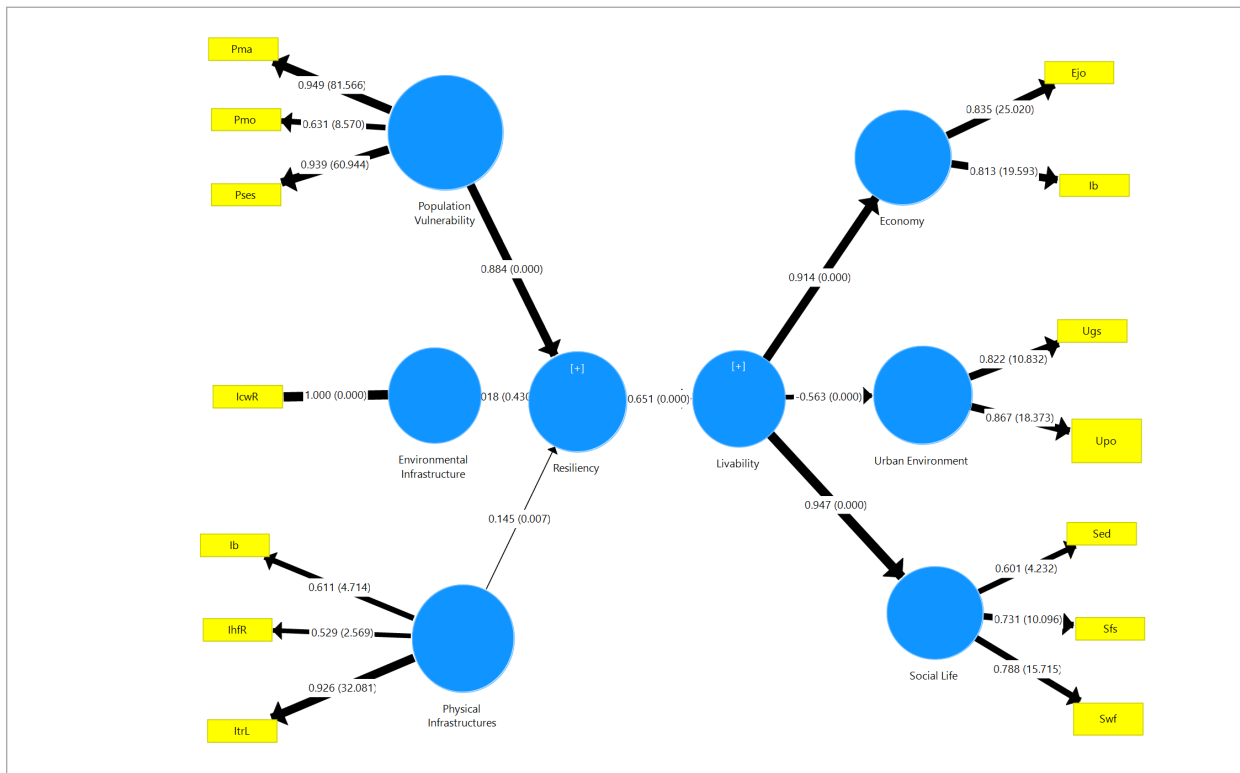 Pma
0.949 (81.566)
Pmo
0.631 (8.570)
0.939 (60.944)
Pses
Population
Vulnerability
0.884 (0.000)
IcwR
1.000 (0.000)
018 (0.430
Environmental
Infrastructure
[+]
Resiliency
0.651 (0.000)
0.145 (0.007)
Ib
0.611 (4.714)
IhfR
0.529 (2.569)
0.926 (32.081)
ItrL
Physical
Infrastructures
[+]
Livability
0.914 (0.000)
-0.563 (0.000)
0.947 (0.000)
Economy
Ejo
0.835 (25.020)
0.813 (19.593)
Ib
Urban Environment
Ugs
0.822 (10.832)
0.867 (18.373)
Upo
Social Life
Sed
0.601 (4.232)
0.731 (10.096)
Sfs
0.788 (15.715)
Swf